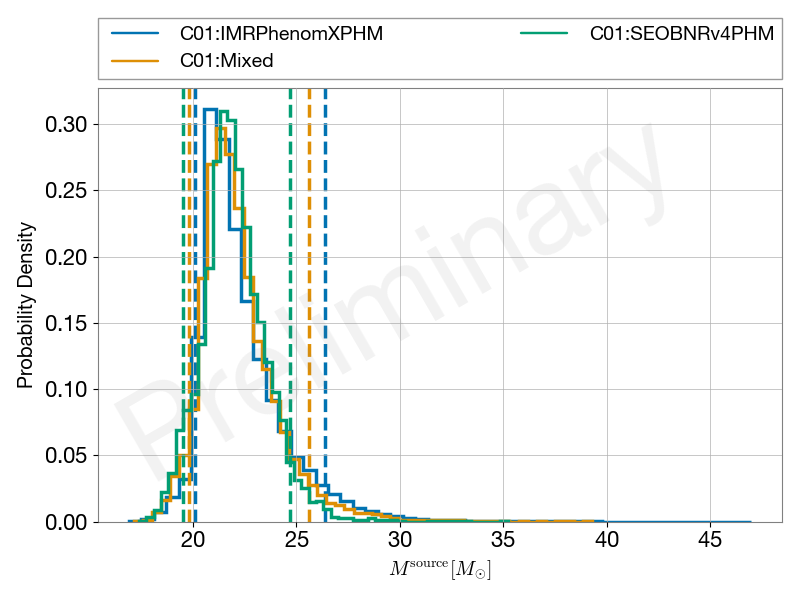 C01:IMRPhenomXPHM
C01:Mixed
C01:SEOBNRv4PHM
Preliminary
Probability Density
0.30
0.25
0.20
0.15
0.10
0.05
0.00
20 25 30 35 40 45
M^source [M_⊙]